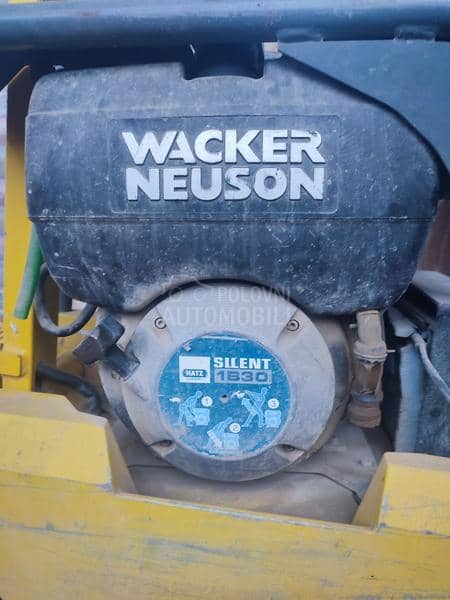 WACKER
NEUSON
POLOVNI
AUTOMOBILI
HATZ
SILENT
1B30
1
2
3